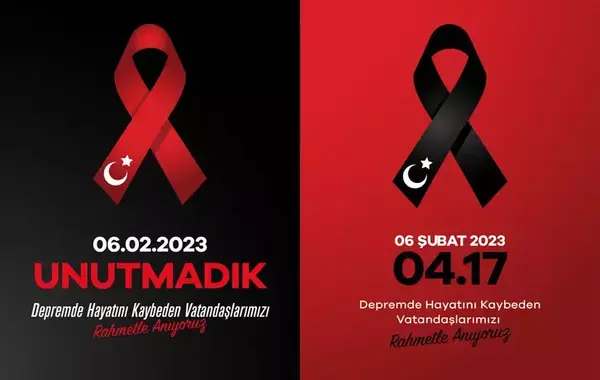 06.02.2023
UNUTMADIK
Depremde Hayatını Kaybeden Vatandaşlarımızı
Rahmetle Anıyoruz
06 ŞUBAT 2023
04.17
Depremde Hayatını Kaybeden
Vatandaşlarımızı
Rahmetle Anıyoruz